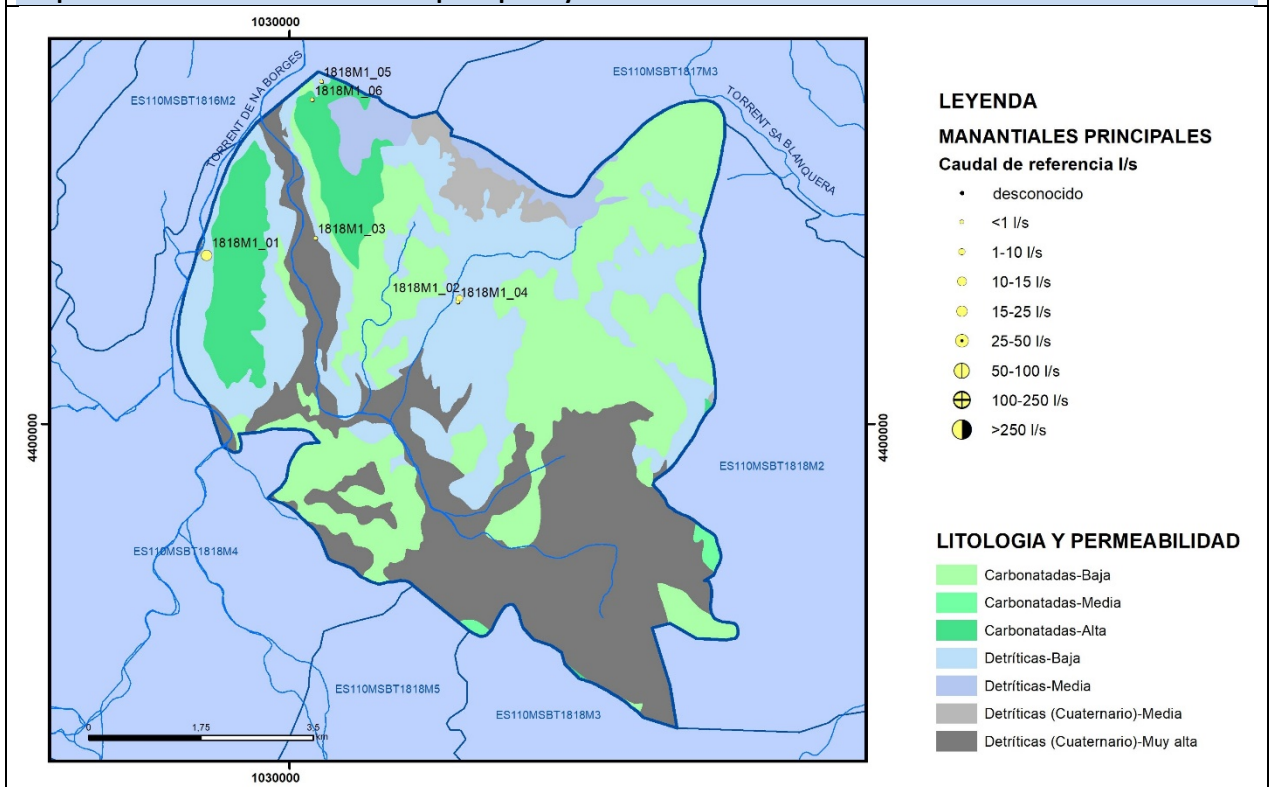 1030000
TORRENT DE NA BORGES
1818M1_05
1818M1_06
ES110MSBT1816M2
ES110MSBT1817M3
TORRENT SA BLANQUERA
1818M1_01
1818M1_03
1818M1_02
1818M1_04
4400000
4400000
ES110MSBT1818M2
ES110MSBT1818M4
ES110MSBT1818M5
ES110MSBT1818M3
0 1,75 3,5
km
1030000
LEYENDA
MANANTIALES PRINCIPALES
Caudal de referencia l/s
desconocido
<1 l/s
1-10 l/s
10-15 l/s
15-25 l/s
25-50 l/s
50-100 l/s
100-250 l/s
>250 l/s
LITOLOGIA Y PERMEABILIDAD
Carbonatadas-Baja
Carbonatadas-Media
Carbonatadas-Alta
Detríticas-Baja
Detríticas-Media
Detríticas (Cuaternario)-Media
Detríticas (Cuaternario)-Muy alta